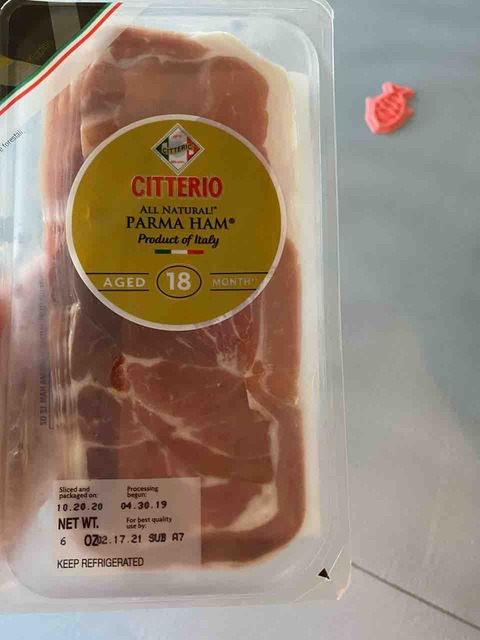 CITTERIO
CITTERIO
ALL NATURAL!*
PARMA HAM®
Product of Italy
AGED 18 MONTHS
Sliced and packaged on:
10.20.20
Processing begun:
04.30.19
NET WT.
6 OZ
For best quality use by:
02.17.21 SUB A7
KEEP REFRIGERATED